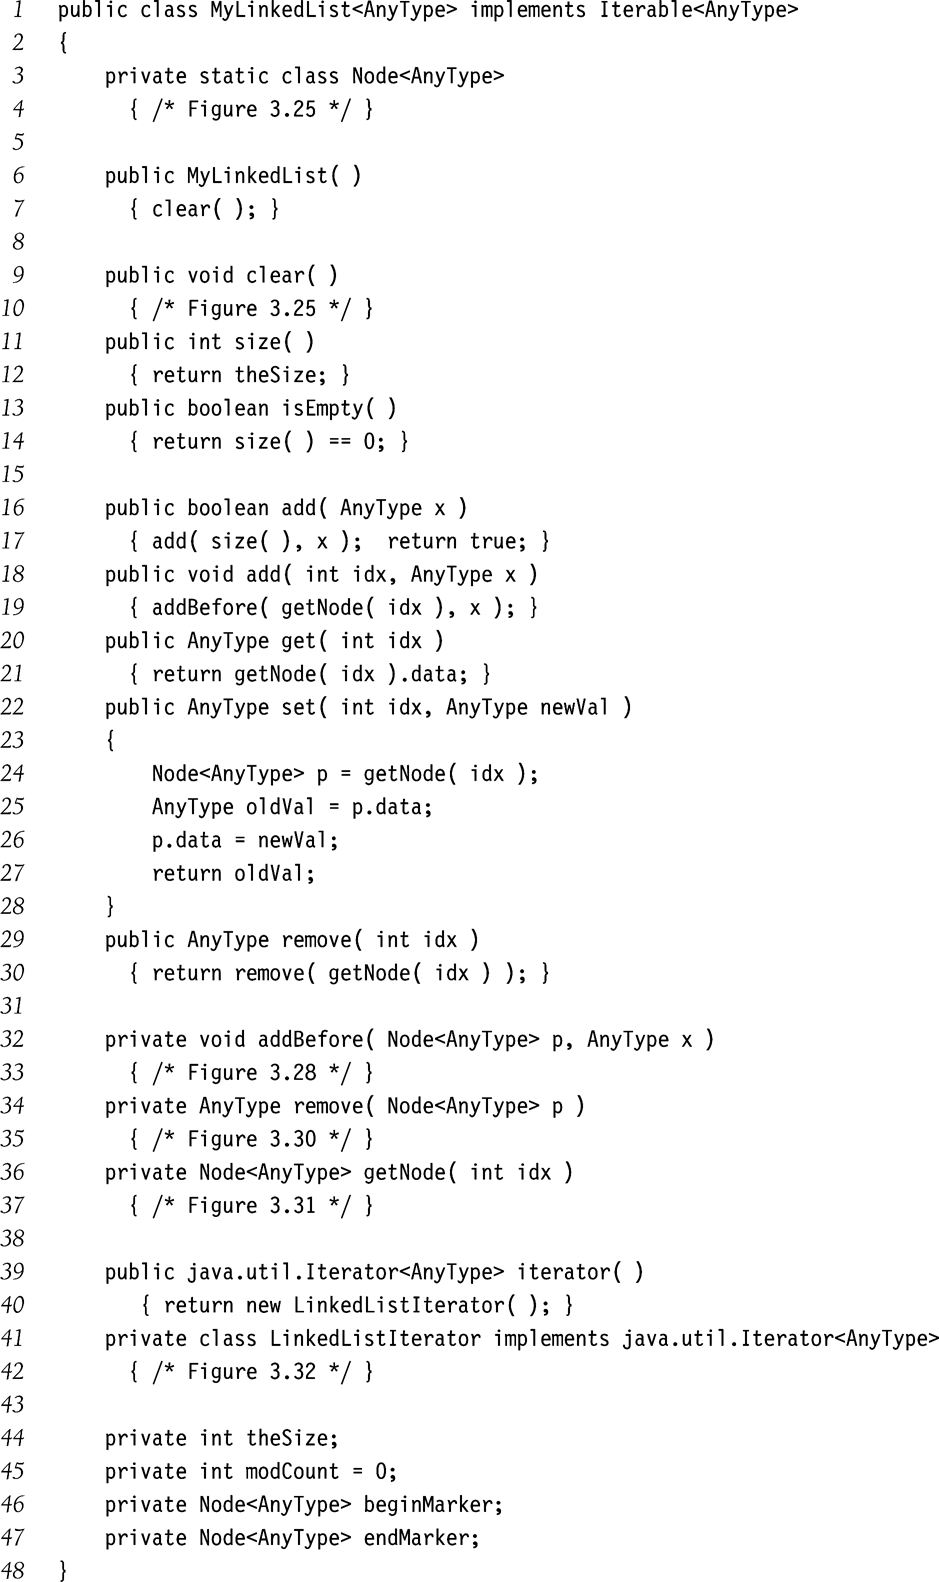 1 public class MyLinkedList<AnyType> implements Iterable<AnyType>
2 {
3     private static class Node<AnyType>
4       { /* Figure 3.25 */ }
5
6     public MyLinkedList( )
7       { clear( ); }
8
9     public void clear( )
10       { /* Figure 3.25 */ }
11     public int size( )
12       { return theSize; }
13     public boolean isEmpty( )
14       { return size( ) == 0; }
15
16     public boolean add( AnyType x )
17       { add( size( ), x );  return true; }
18     public void add( int idx, AnyType x )
19       { addBefore( getNode( idx ), x ); }
20     public AnyType get( int idx )
21       { return getNode( idx ).data; }
22     public AnyType set( int idx, AnyType newVal )
23     {
24         Node<AnyType> p = getNode( idx );
25         AnyType oldVal = p.data;
26         p.data = newVal;
27         return oldVal;
28     }
29     public AnyType remove( int idx )
30       { return remove( getNode( idx ) ); }
31
32     private void addBefore( Node<AnyType> p, AnyType x )
33       { /* Figure 3.28 */ }
34     private AnyType remove( Node<AnyType> p )
35       { /* Figure 3.30 */ }
36     private Node<AnyType> getNode( int idx )
37       { /* Figure 3.31 */ }
38
39     public java.util.Iterator<AnyType> iterator( )
40        { return new LinkedListIterator( ); }
41     private class LinkedListIterator implements java.util.Iterator<AnyType>
42       { /* Figure 3.32 */ }
43
44     private int theSize;
45     private int modCount = 0;
46     private Node<AnyType> beginMarker;
47     private Node<AnyType> endMarker;
48 }